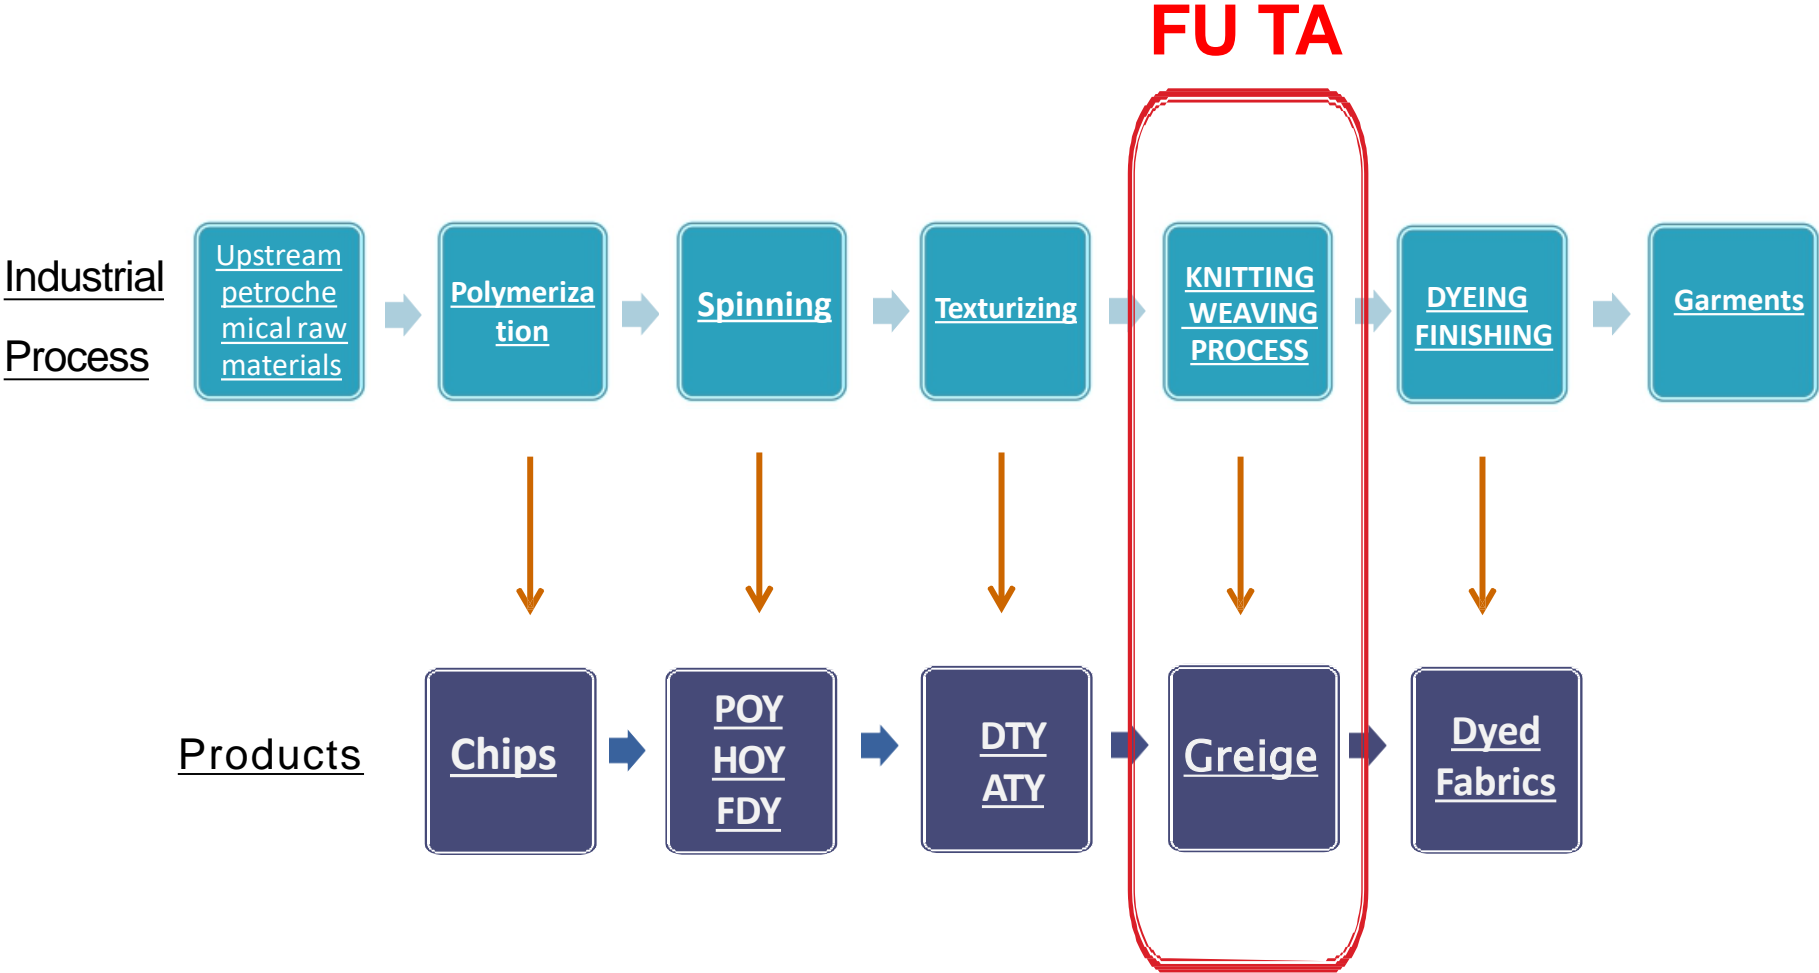 FU TA
Industrial
Process
Upstream
petroche
mical raw
materials
Polymeriza
tion
Spinning
Texturizing
KNITTING
WEAVING
PROCESS
DYEING
FINISHING
Garments
Products
Chips
POY
HOY
FDY
DTY
ATY
Greige
Dyed
Fabrics